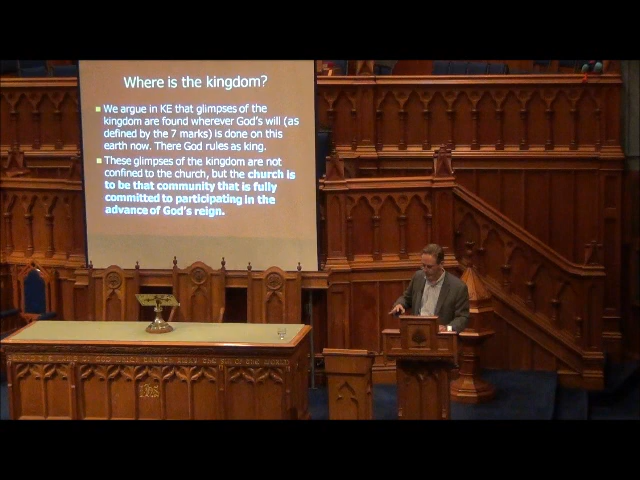 Where is the kingdom?
We argue in KE that glimpses of the
kingdom are found wherever God's will (as
defined by the 7 marks) is done on this
earth now. There God rules as king.
These glimpses of the kingdom are not
confined to the church, but the church is
to be that community that is fully
committed to participating in the
advance of God's reign.